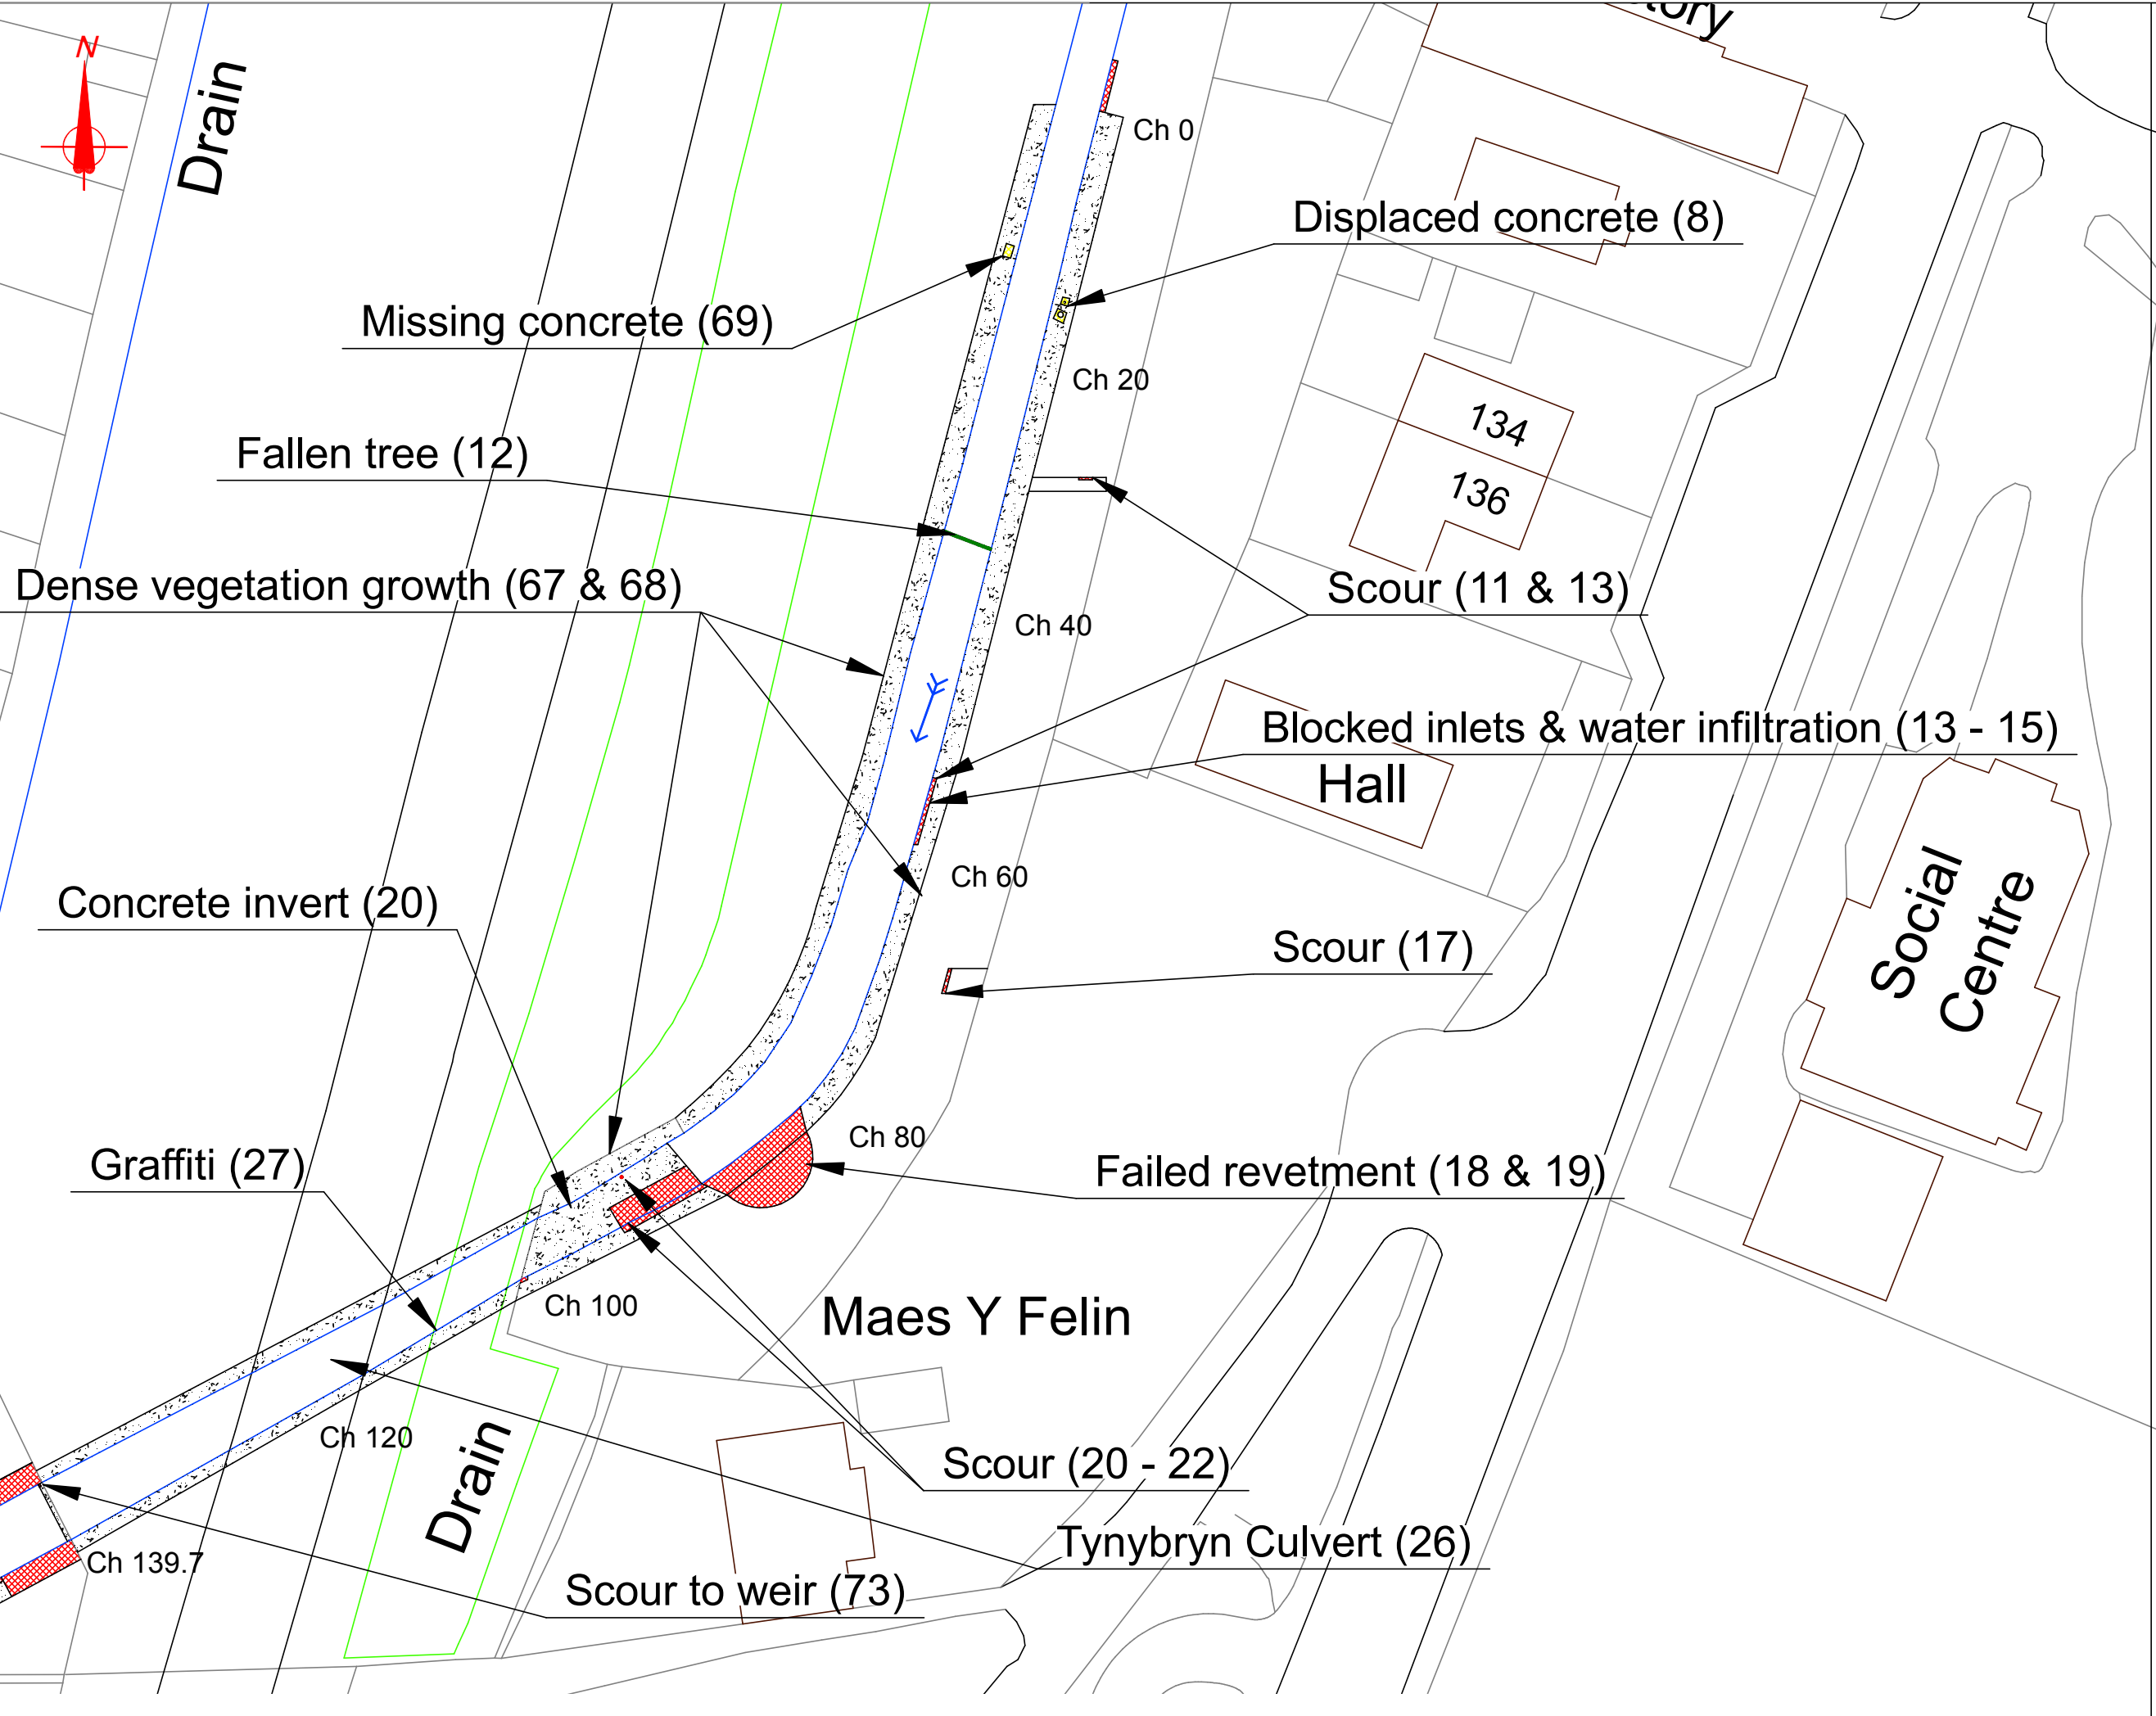 N
Drain
Ch 0
Displaced concrete (8)
Missing concrete (69)
Ch 20
134
Fallen tree (12)
136
Dense vegetation growth (67 & 68)
Scour (11 & 13)
Ch 40
Blocked inlets & water infiltration (13 - 15)
Hall
Ch 60
Concrete invert (20)
Social
Centre
Scour (17)
Ch 80
Graffiti (27)
Failed revetment (18 & 19)
Ch 100
Maes Y Felin
Ch 120
Drain
Scour (20 - 22)
Tynybryn Culvert (26)
Ch 139.7
Scour to weir (73)